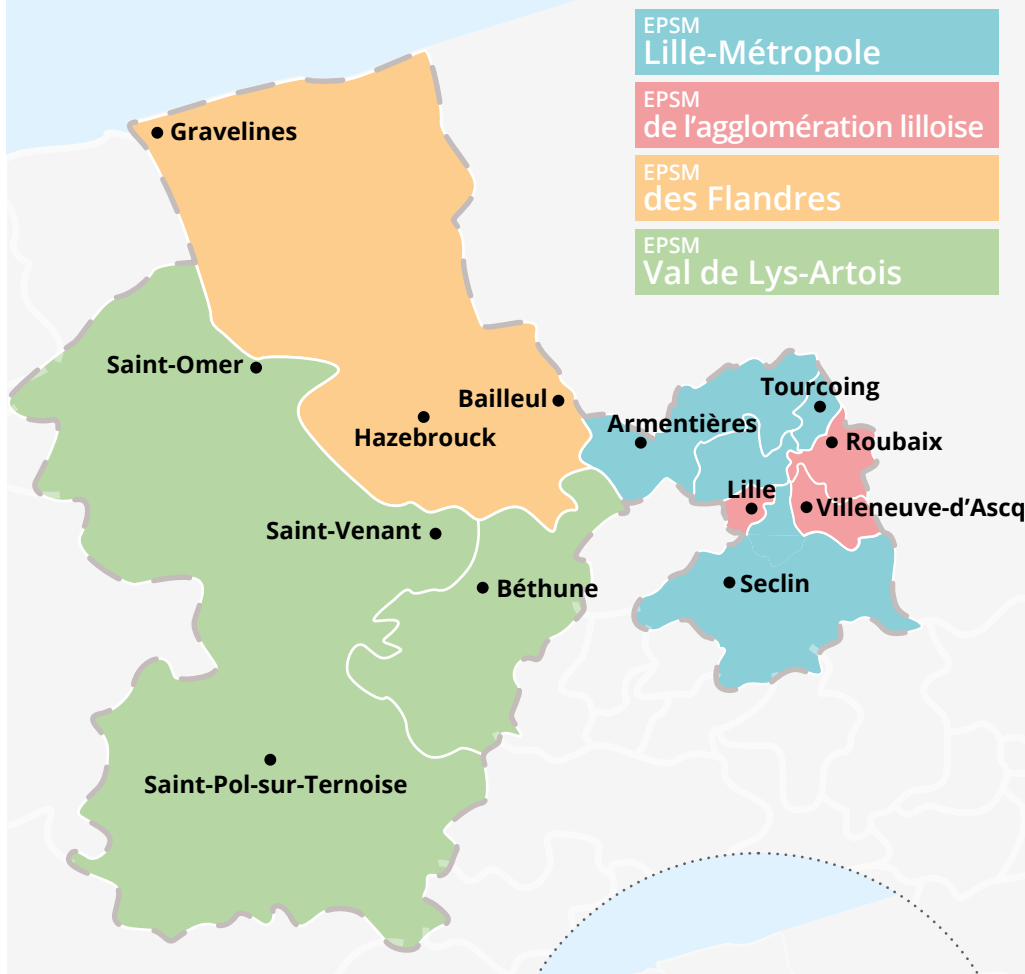 EPSM
Lille-Métropole
EPSM
de l'agglomération lilloise
EPSM
des Flandres
EPSM
Val de Lys-Artois
Gravelines
Saint-Omer
Bailleul
Hazebrouck
Tourcoing
Armentières
Roubaix
Lille
Villeneuve-d'Ascq
Saint-Venant
Béthune
Seclin
Saint-Pol-sur-Ternoise